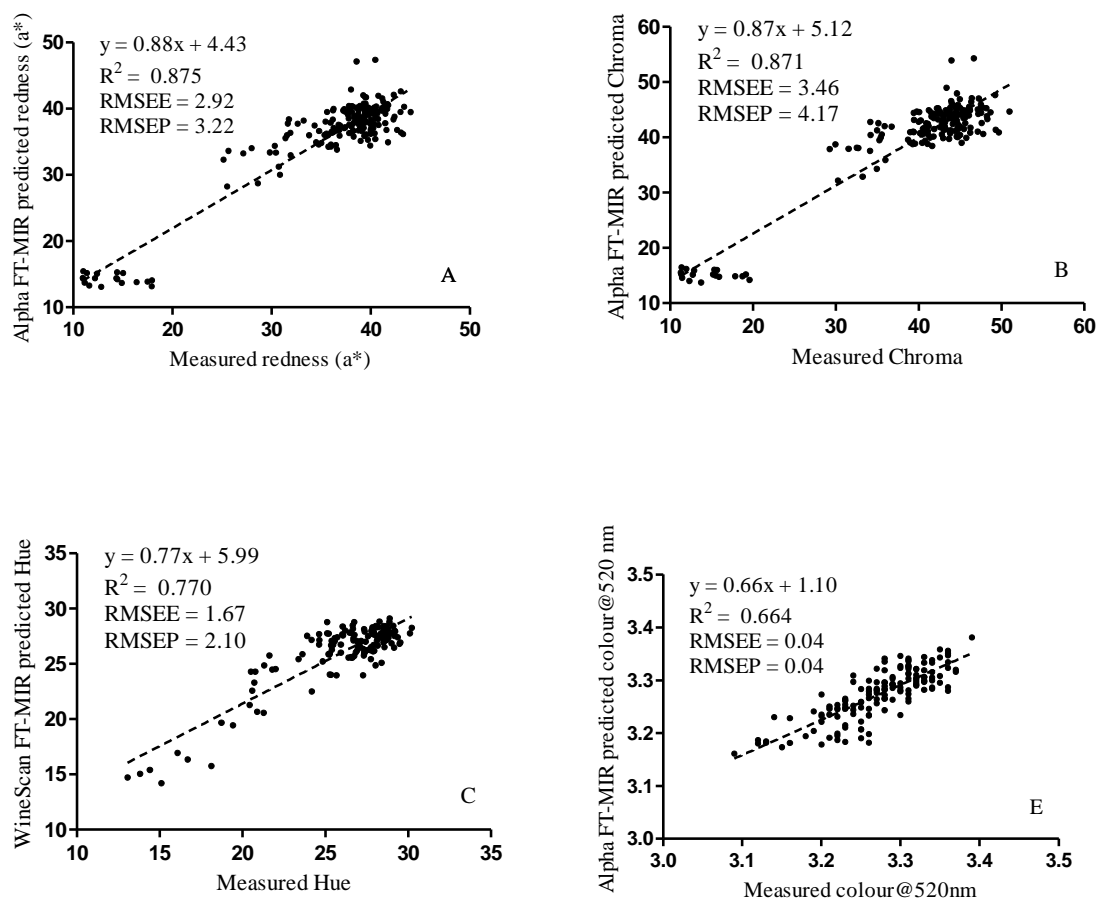 y = 0.88x + 4.43
R² = 0.875
RMSEE = 2.92
RMSEP = 3.22
Alpha FT-MIR predicted redness (a*)
50
40
30
20
10
10 20 30 40 50
Measured redness (a*)
A
y = 0.87x + 5.12
R² = 0.871
RMSEE = 3.46
RMSEP = 4.17
Alpha FT-MIR predicted Chroma
60
50
40
30
20
10
10 20 30 40 50 60
Measured Chroma
B
y = 0.77x + 5.99
R² = 0.770
RMSEE = 1.67
RMSEP = 2.10
WineScan FT-MIR predicted Hue
35
30
25
20
15
10
10 15 20 25 30 35
Measured Hue
C
y = 0.66x + 1.10
R² = 0.664
RMSEE = 0.04
RMSEP = 0.04
Alpha FT-MIR predicted colour@520 nm
3.5
3.4
3.3
3.2
3.1
3.0
3.0 3.1 3.2 3.3 3.4 3.5
Measured colour@520nm
E